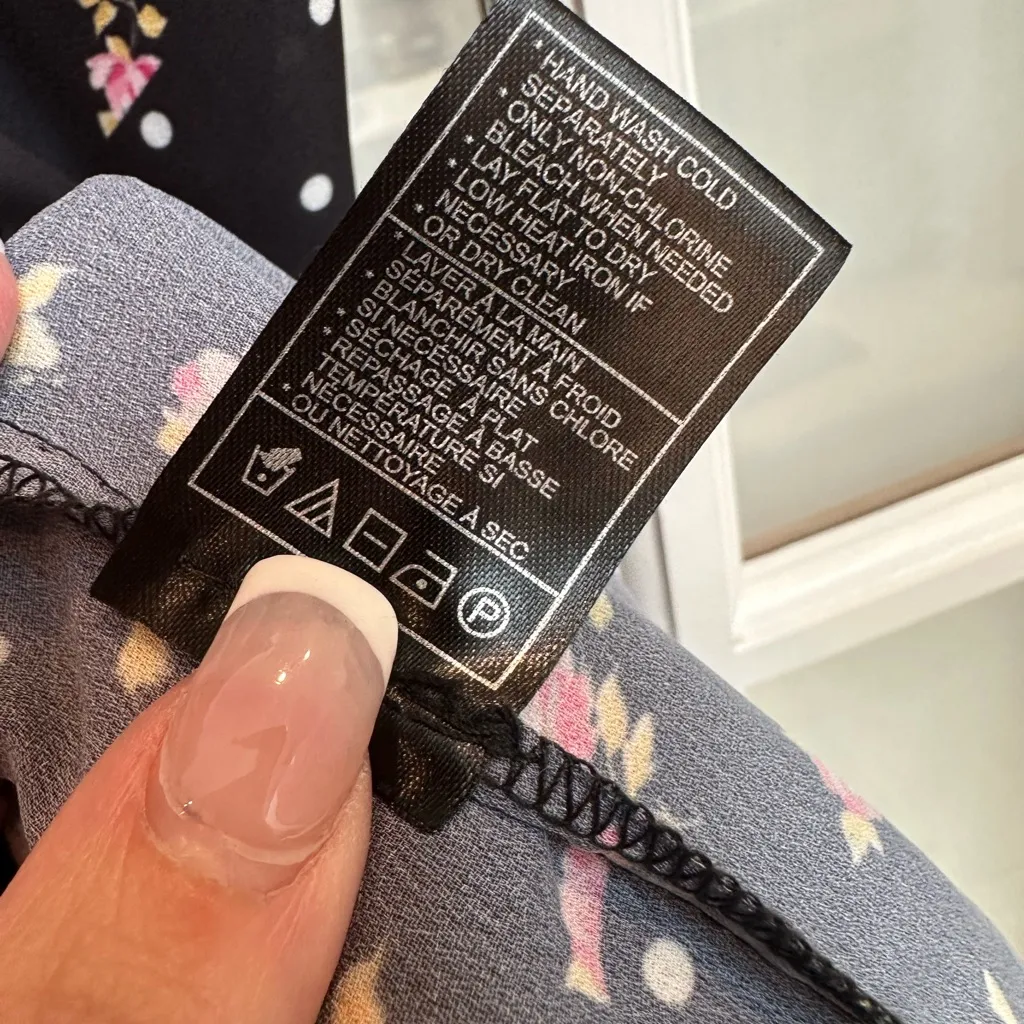 * HAND WASH COLD
SEPARATELY
* ONLY NON-CHLORINE
BLEACH WHEN NEEDED
* LAY FLAT TO DRY
* LOW HEAT IRON IF
NECESSARY
* OR DRY CLEAN
* LAVER À LA MAIN
SÉPARÉMENT À FROID
* BLANCHIR SANS CHLORE
SI NÉCESSAIRE
* SÉCHAGE À PLAT
* REPASSAGE À BASSE
TEMPÉRATURE SI
NÉCESSAIRE
* OU NETTOYAGE À SEC
P